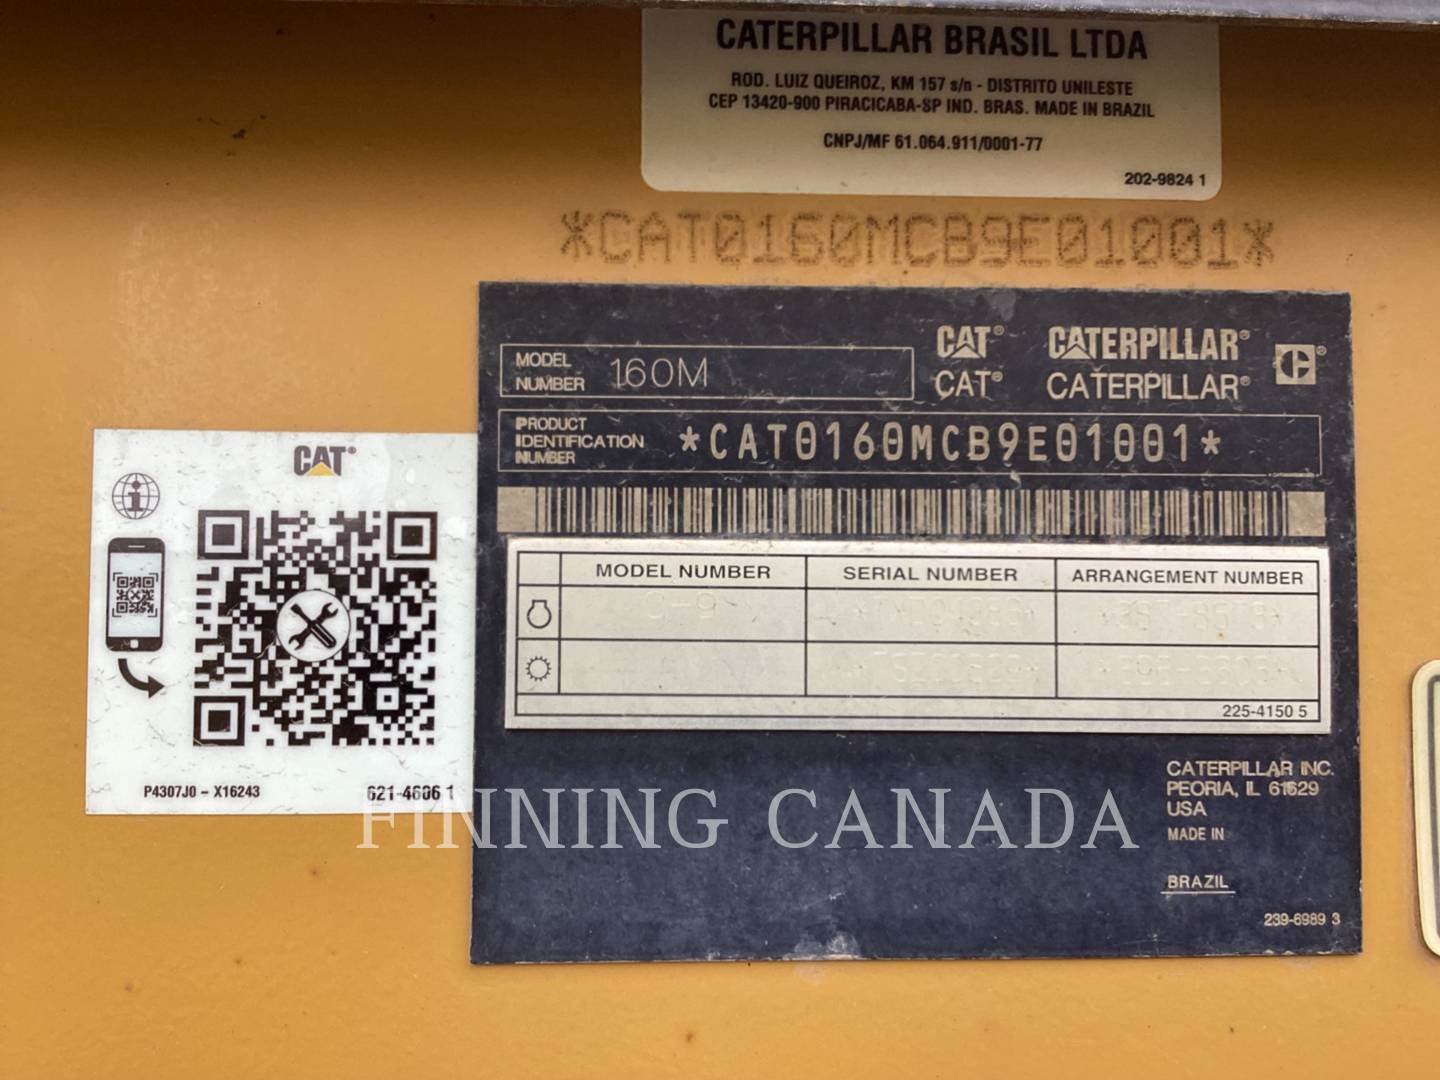 CATERPILLAR BRASIL LTDA
ROD. LUIZ QUEIROZ, KM 157 s/n - DISTRITO UNILESTE
CEP 13420-900 PIRACICABA-SP IND. BRAS. MADE IN BRAZIL
CNPJ/MF 61.064.911/0001-77
202-9824 1
*CAT0160MCB9E01001*
MODEL NUMBER 160M
CAT® CATERPILLAR®
CAT® CATERPILLAR®
PRODUCT IDENTIFICATION NUMBER *CAT0160MCB9E01001*
CAT®
P4307J0 - X16243
621-4606 1
MODEL NUMBER SERIAL NUMBER ARRANGEMENT NUMBER
C-9
225-4150 5
CATERPILLAR INC.
PEORIA, IL 61629
USA
MADE IN
BRAZIL
239-6989 3
FINNING CANADA